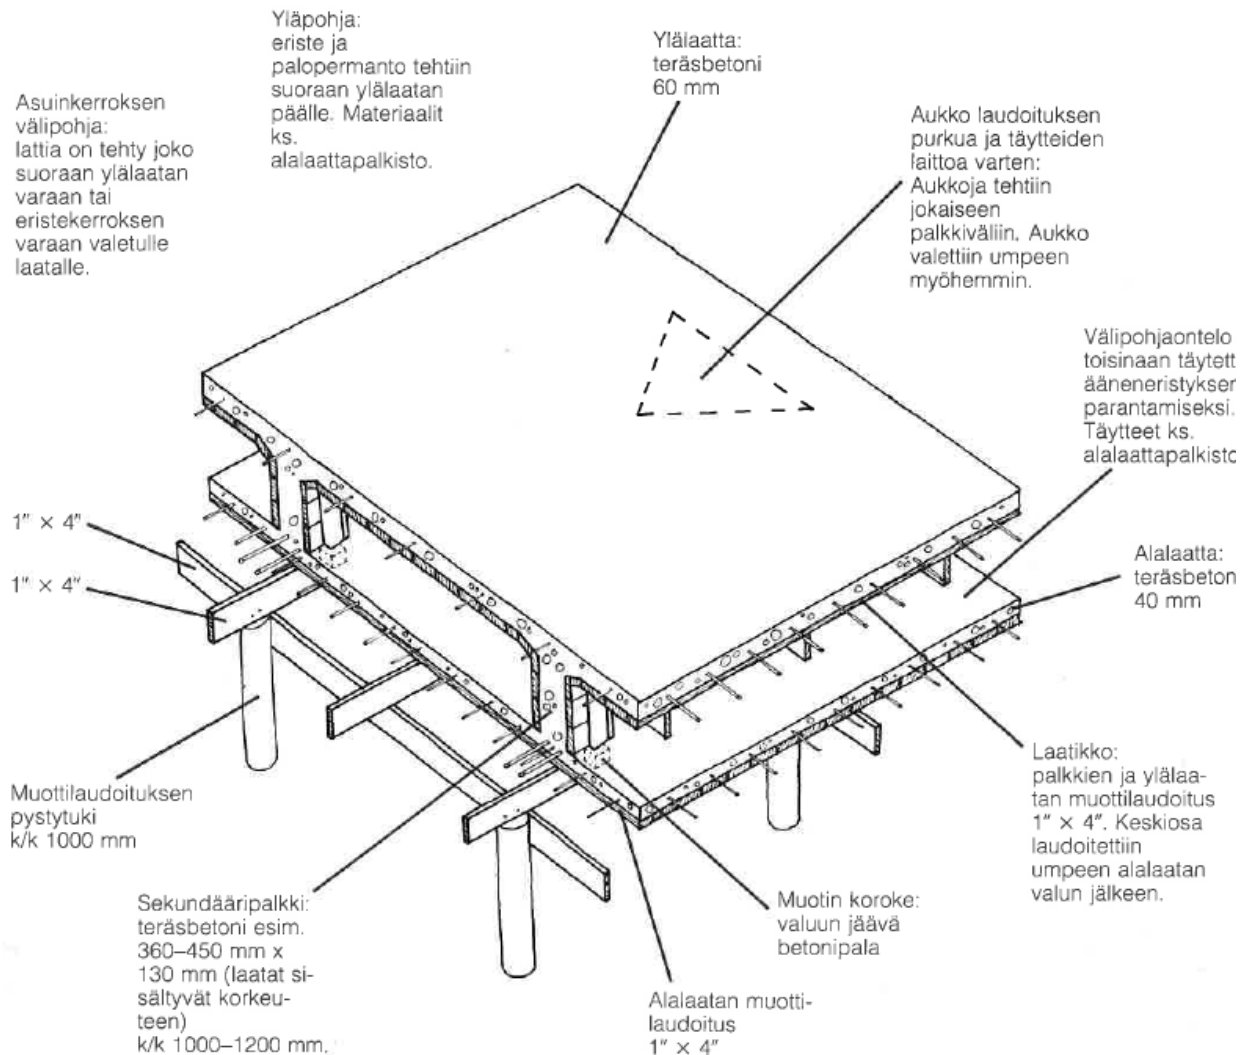 Yläpohja:
eriste ja
palopermanto tehtiin
suoraan ylälaatan
päälle. Materiaalit
ks.
alalaattapalkisto.
Ylälaatta:
teräsbetoni
60 mm
Asuinkerroksen
välipohja:
lattia on tehty joko
suoraan ylälaatan
varaan tai
eristekerroksen
varaan valetulle
laatalle.
Aukko laudoituksen
purkua ja täytteiden
laittoa varten:
Aukkoja tehtiin
jokaiseen
palkkiväliin. Aukko
valettiin umpeen
myöhemmin.
Välipohjaontelo
toisinaan täytett
ääneneristyksen
parantamiseksi.
Täytteet ks.
alalaattapalkisto
1" × 4"
1" × 4"
Alalaatta:
teräsbeton
40 mm
Muottilaudoituksen
pystytuki
k/k 1000 mm
Laatikko:
palkkien ja ylälaa-
tan muottilaudoitus
1" × 4". Keskiosa
laudoitettiin
umpeen alalaatan
valun jälkeen.
Sekundääripalkki:
teräsbetoni esim.
360–450 mm x
130 mm (laatat si-
sältyvät korkeu-
teen)
k/k 1000–1200 mm.
Muotin koroke:
valuun jäävä
betonipala
Alalaatan muotti-
laudoitus
1" × 4"